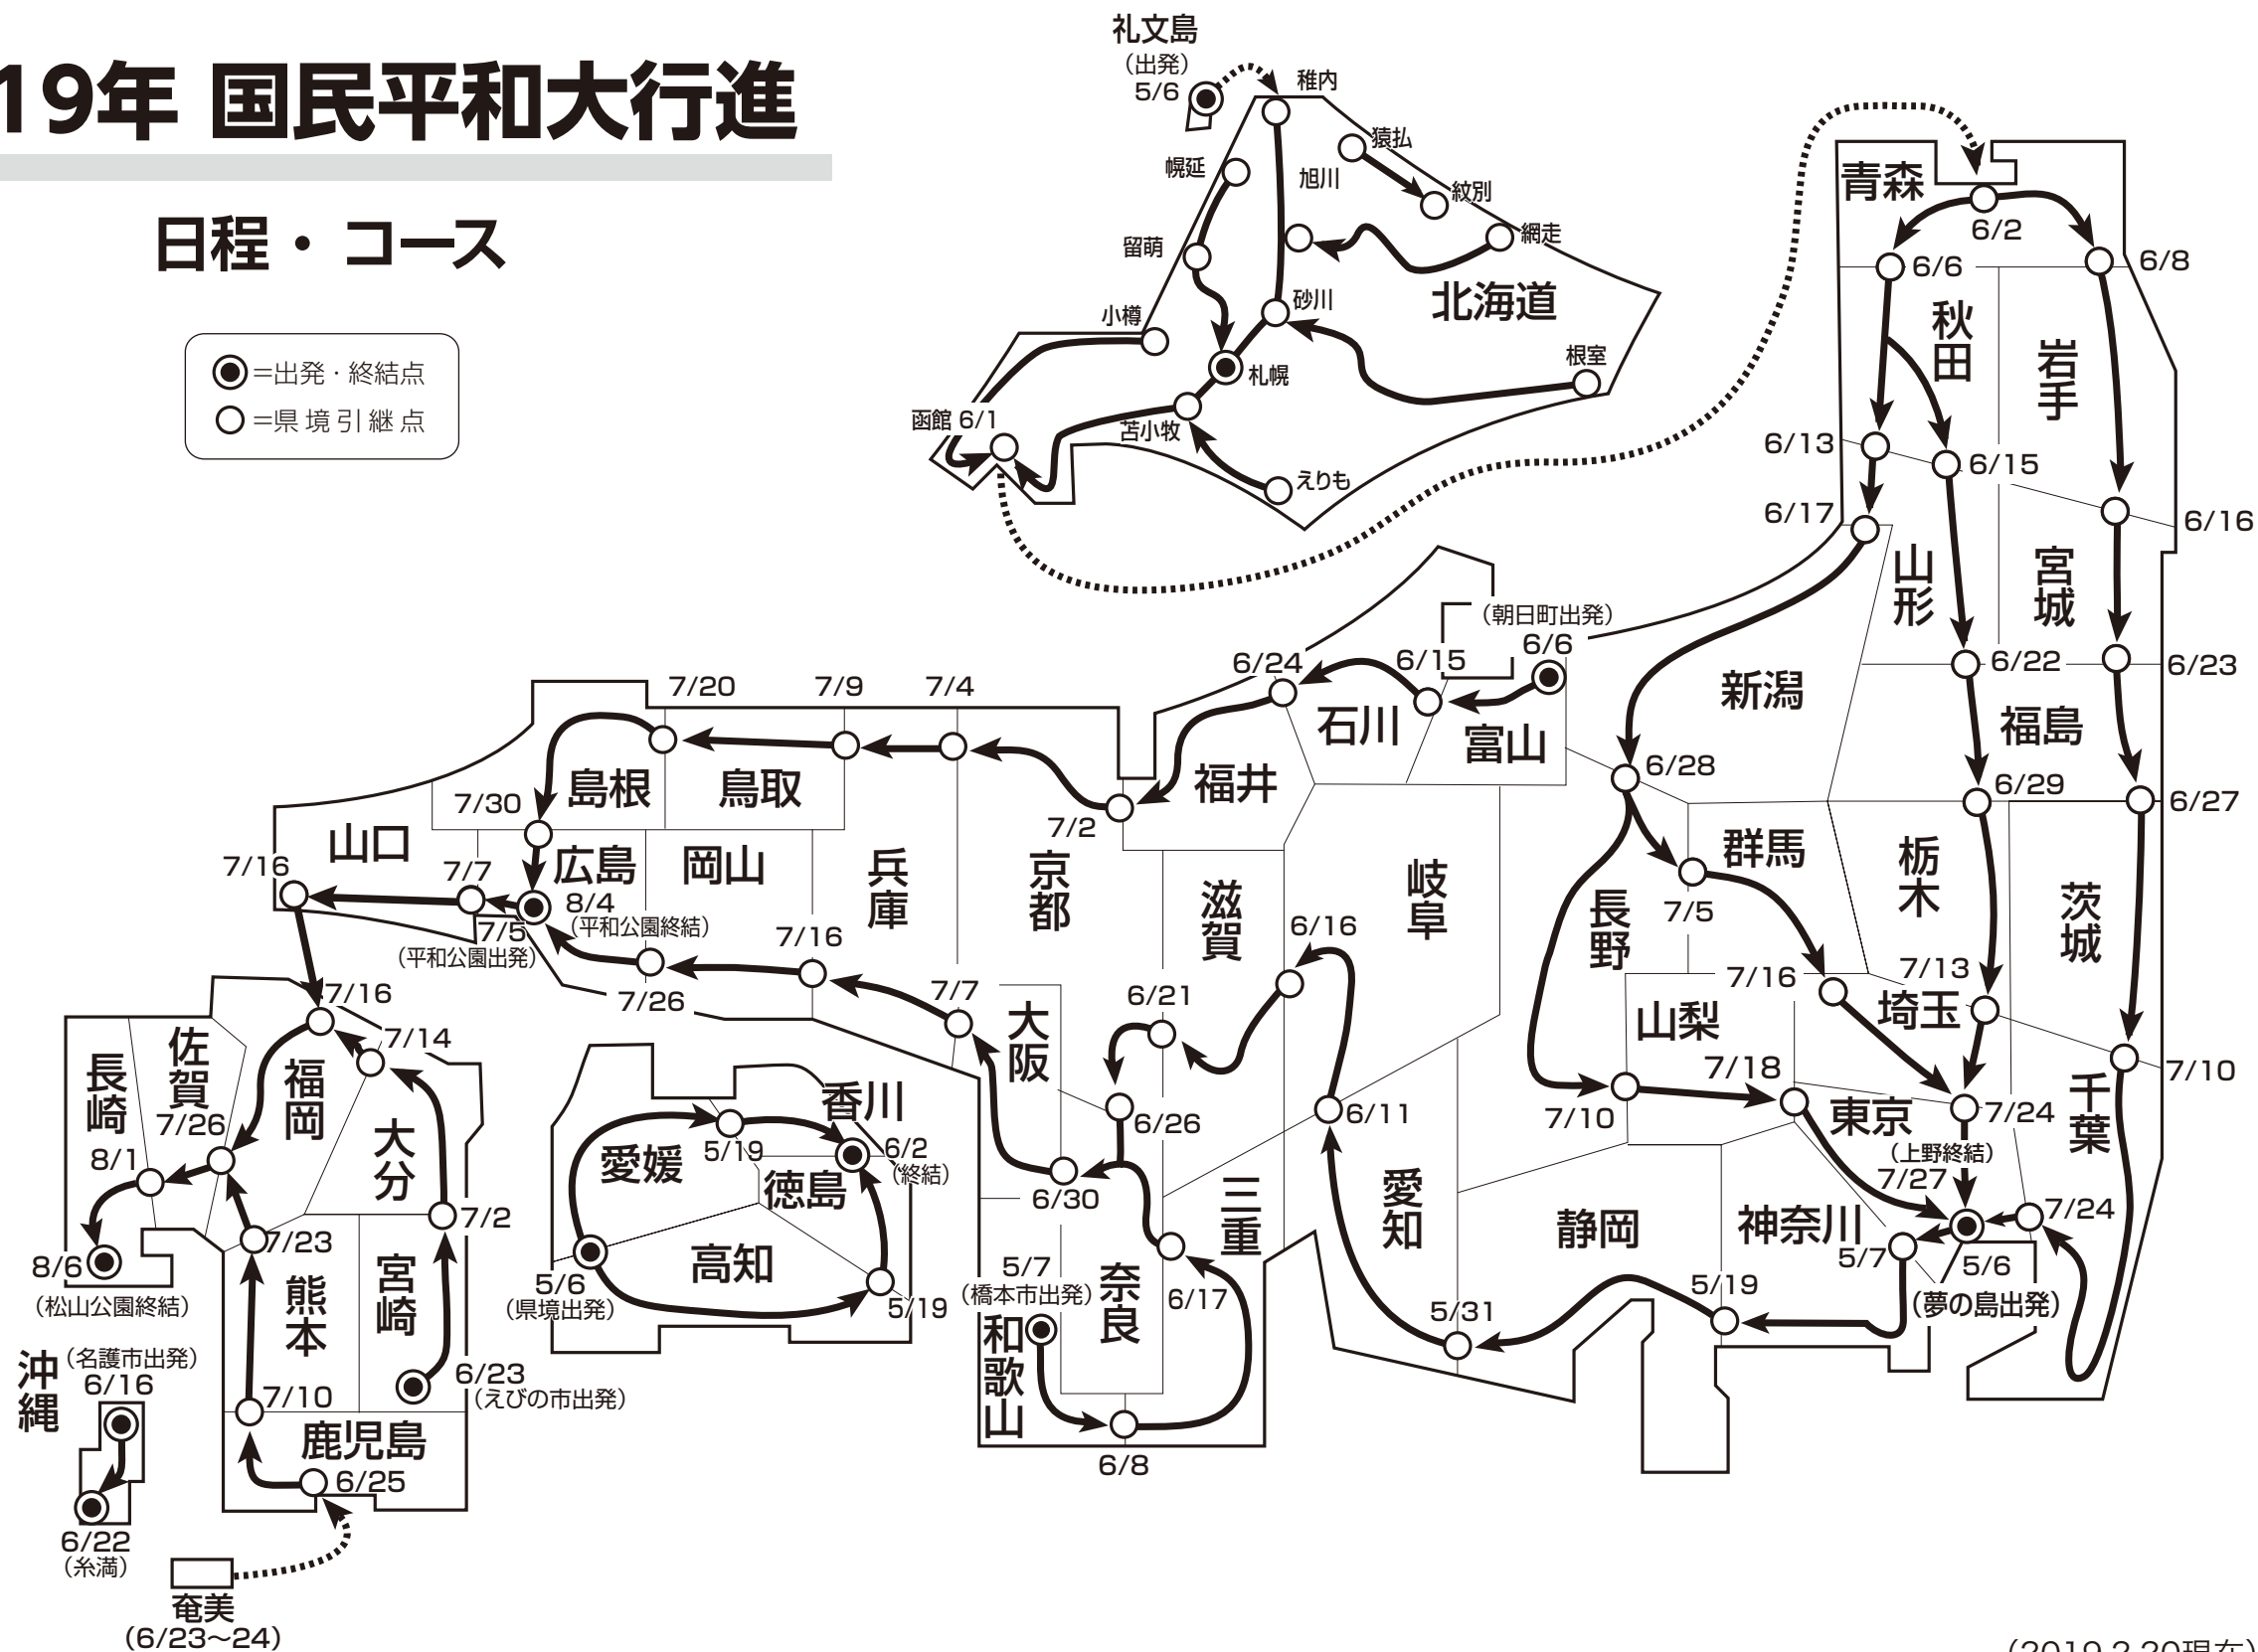 19年 国民平和大行進
日程・コース
=出発・終結点
=県境引継点
礼文島
(出発)
5/6
稚内
猿払
幌延
旭川
紋別
留萌
網走
小樽
砂川
北海道
札幌
根室
函館 6/1
苫小牧
えりも
青森
6/2
6/6
6/8
秋田
岩手
6/13
6/15
6/17
6/16
山形
宮城
6/22
6/23
新潟
福島
6/28
6/29
6/27
群馬
栃木
茨城
長野
7/5
7/16
7/13
埼玉
山梨
7/10
7/18
7/10
東京
7/24
千葉
(上野終結)
7/27
7/24
神奈川
5/7
5/6
(夢の島出発)
静岡
5/19
5/31
愛知
(朝日町出発)
6/6
6/15
6/24
石川
富山
福井
7/2
岐阜
滋賀
6/16
6/11
6/21
6/26
三重
京都
大阪
6/30
5/7
(橋本市出発)
奈良
6/17
和歌山
6/8
7/20
7/9
7/4
島根
鳥取
7/30
山口
7/16
7/7
広島
岡山
兵庫
8/4
(平和公園終結)
7/5
(平和公園出発)
7/16
7/26
7/7
香川
愛媛
5/19
6/2
(終結)
徳島
高知
5/6
(県境出発)
5/19
7/16
7/14
長崎
佐賀
福岡
7/26
8/1
大分
7/2
7/23
8/6
(松山公園終結)
熊本
宮崎
6/23
(えびの市出発)
7/10
鹿児島
6/25
沖縄
(名護市出発)
6/16
6/22
(糸満)
奄美
(6/23〜24)